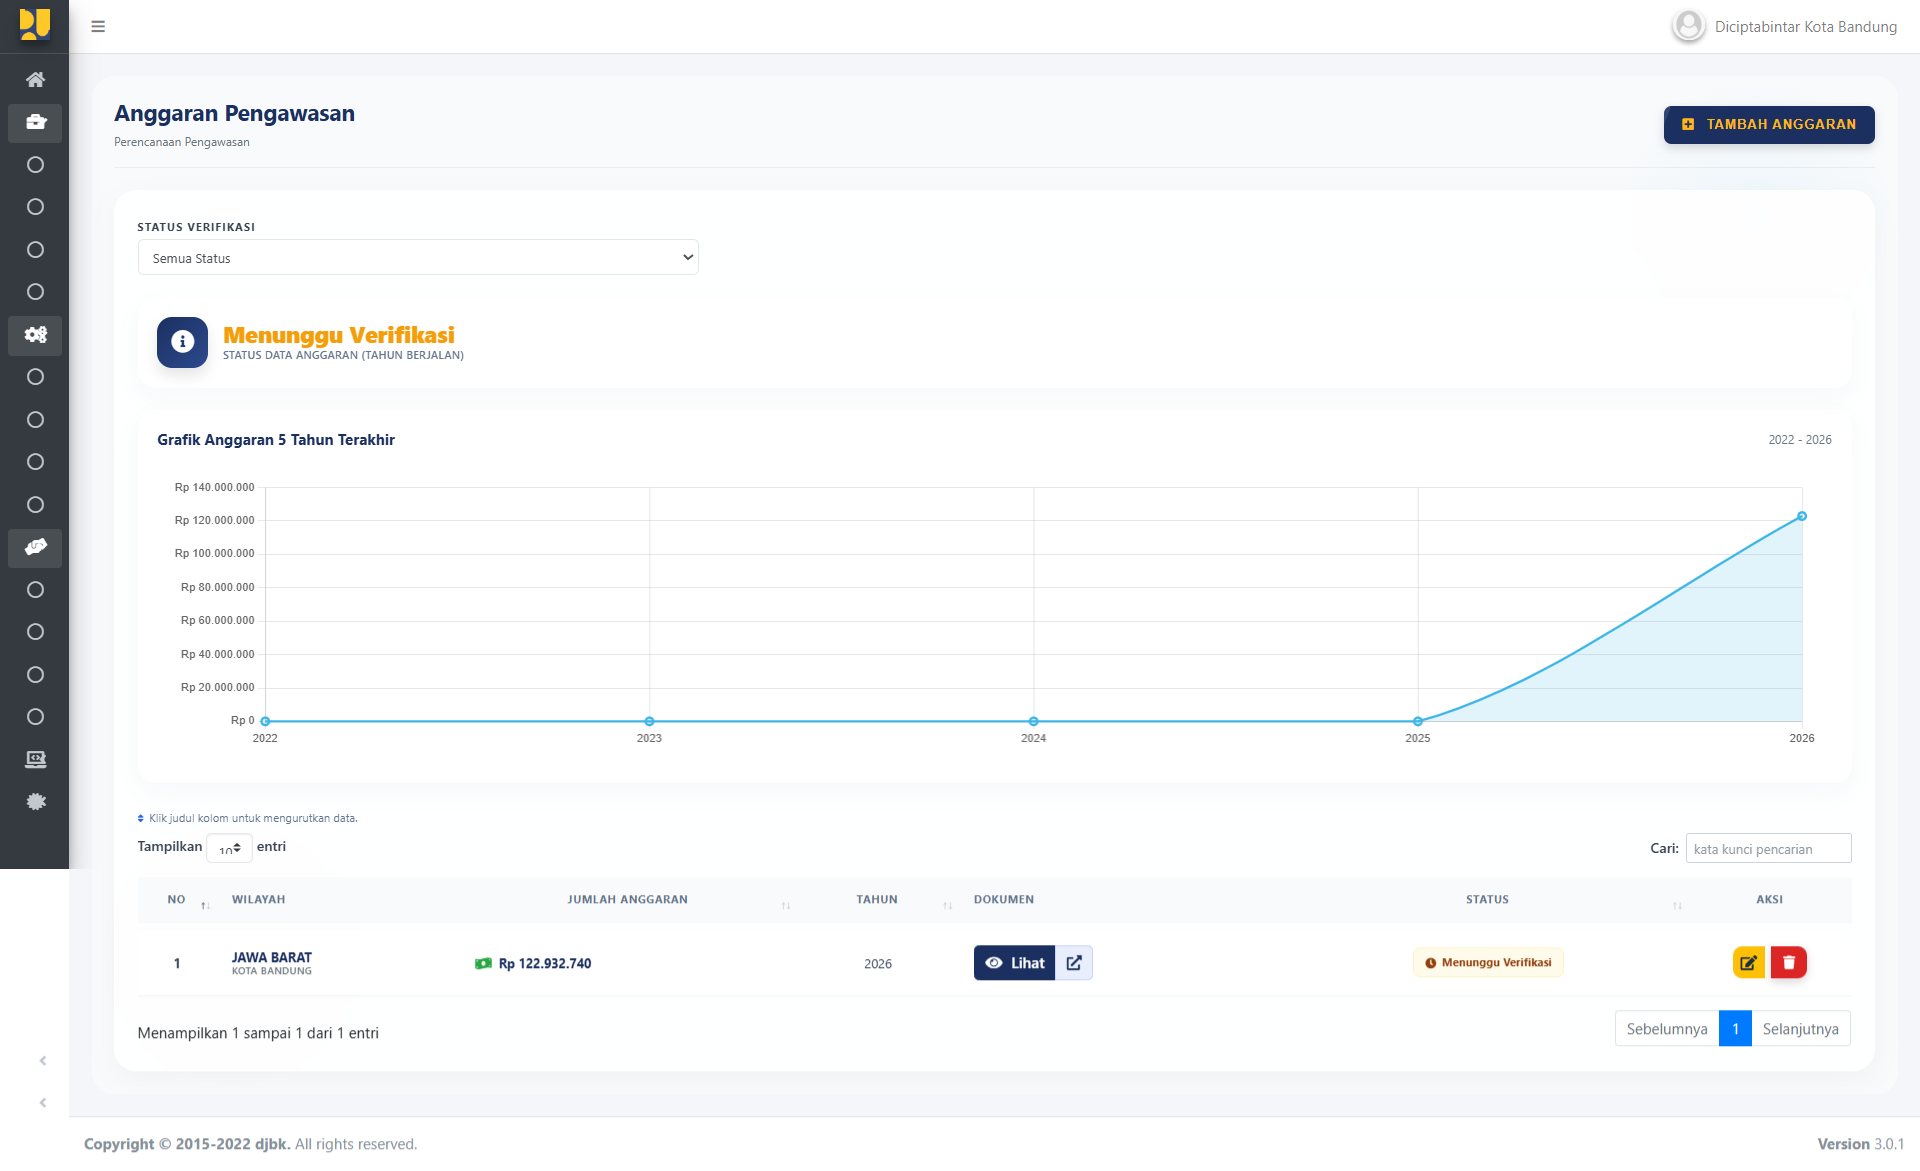 Diciptabintar Kota Bandung
Anggaran Pengawasan
Perencanaan Pengawasan
TAMBAH ANGGARAN
STATUS VERIFIKASI
Semua Status
Menunggu Verifikasi
STATUS DATA ANGGARAN (TAHUN BERJALAN)
Grafik Anggaran 5 Tahun Terakhir
2022 - 2026
Rp 140.000.000
Rp 120.000.000
Rp 100.000.000
Rp 80.000.000
Rp 60.000.000
Rp 40.000.000
Rp 20.000.000
Rp 0
2022 2023 2024 2025 2026
Klik judul kolom untuk mengurutkan data.
Tampilkan 10 entri
Cari: kata kunci pencarian
NO WILAYAH JUMLAH ANGGARAN TAHUN DOKUMEN STATUS AKSI
1 JAWA BARAT Rp 122.932.740 2026 Lihat Menunggu Verifikasi
KOTA BANDUNG
Menampilkan 1 sampai 1 dari 1 entri
Sebelumnya 1 Selanjutnya
Copyright © 2015-2022 djbk. All rights reserved.
Version 3.0.1